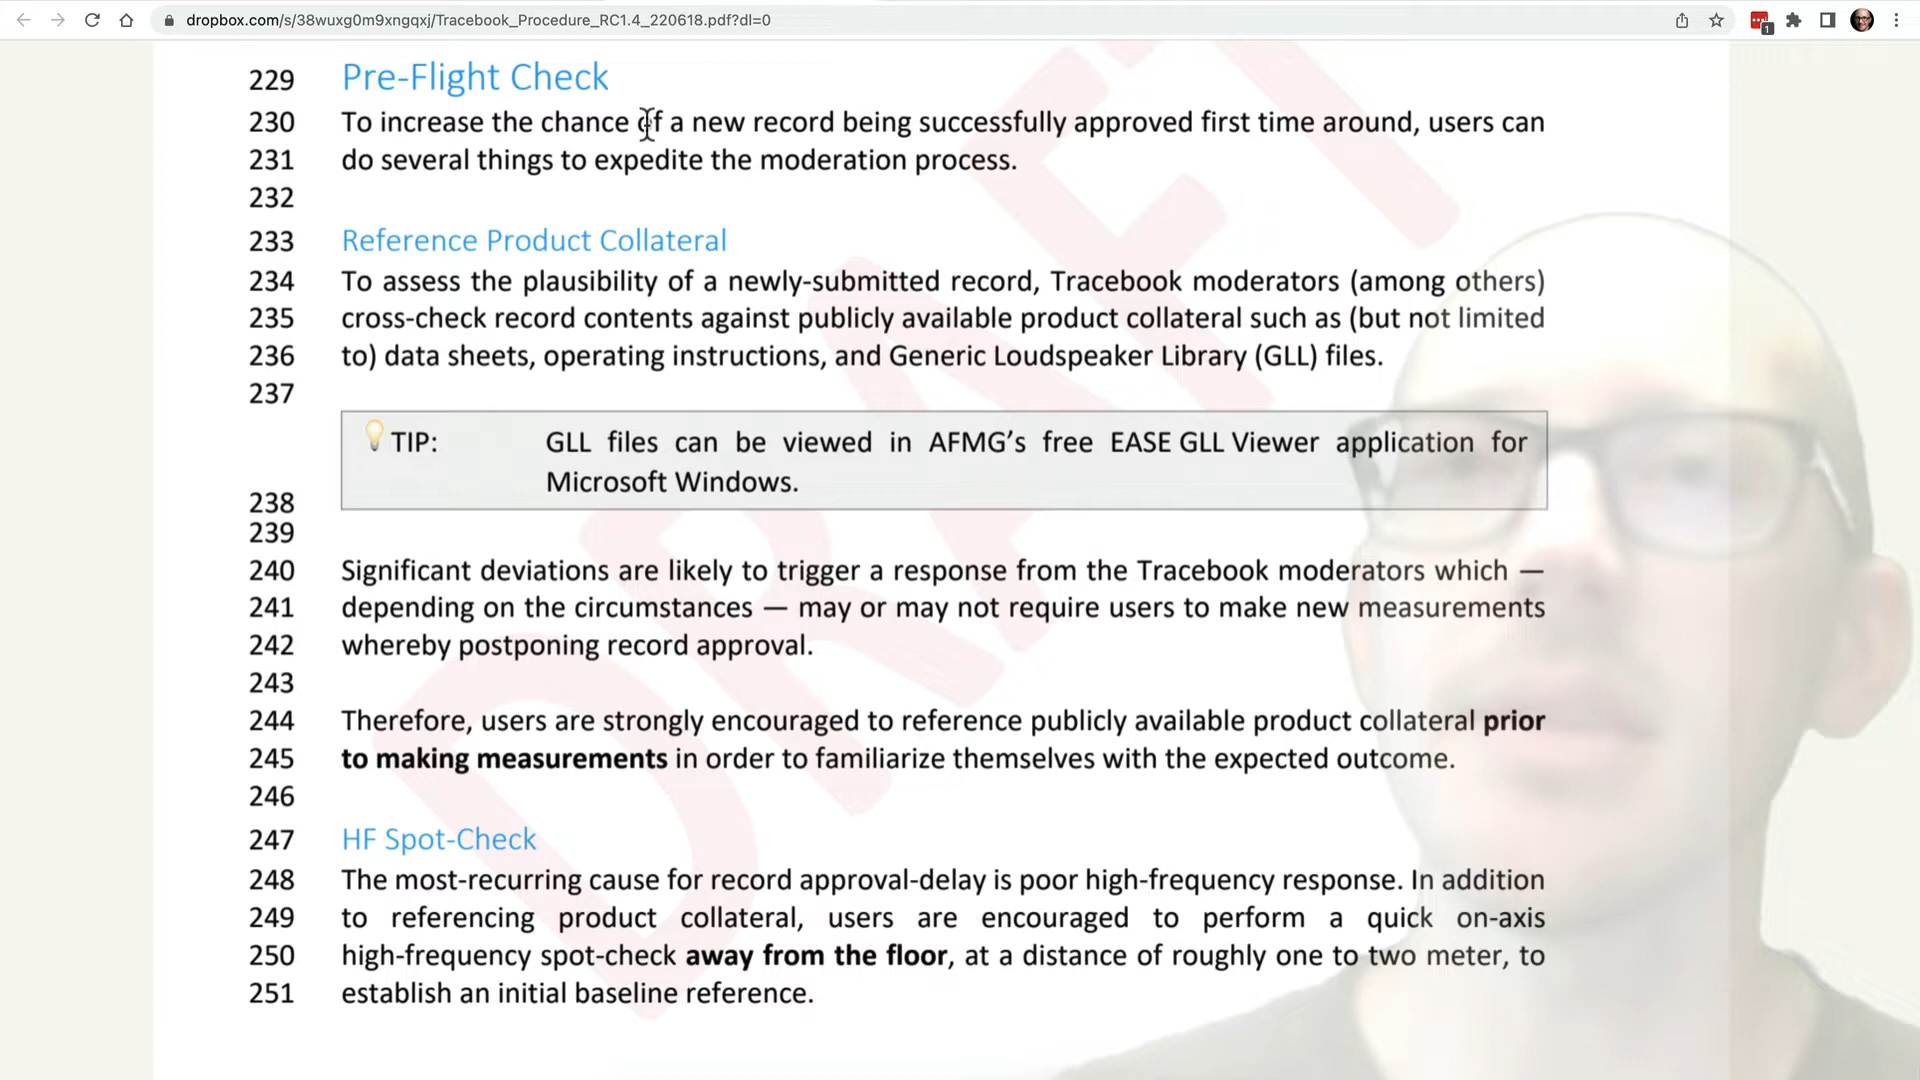 dropbox.com/s/38wuxg0m9xngqxj/Tracebook_Procedure_RC1.4_220618.pdf?dl=0
1
229 Pre-Flight Check
230 To increase the chance of a new record being successfully approved first time around, users can
231 do several things to expedite the moderation process.
232
233 Reference Product Collateral
234 To assess the plausibility of a newly-submitted record, Tracebook moderators (among others)
235 cross-check record contents against publicly available product collateral such as (but not limited
236 to) data sheets, operating instructions, and Generic Loudspeaker Library (GLL) files.
237
TIP: GLL files can be viewed in AFMG’s free EASE GLL Viewer application for
Microsoft Windows.
238
239
240 Significant deviations are likely to trigger a response from the Tracebook moderators which —
241 depending on the circumstances — may or may not require users to make new measurements
242 whereby postponing record approval.
243
244 Therefore, users are strongly encouraged to reference publicly available product collateral prior
245 to making measurements in order to familiarize themselves with the expected outcome.
246
247 HF Spot-Check
248 The most-recurring cause for record approval-delay is poor high-frequency response. In addition
249 to referencing product collateral, users are encouraged to perform a quick on-axis
250 high-frequency spot-check away from the floor, at a distance of roughly one to two meter, to
251 establish an initial baseline reference.
DRAFT